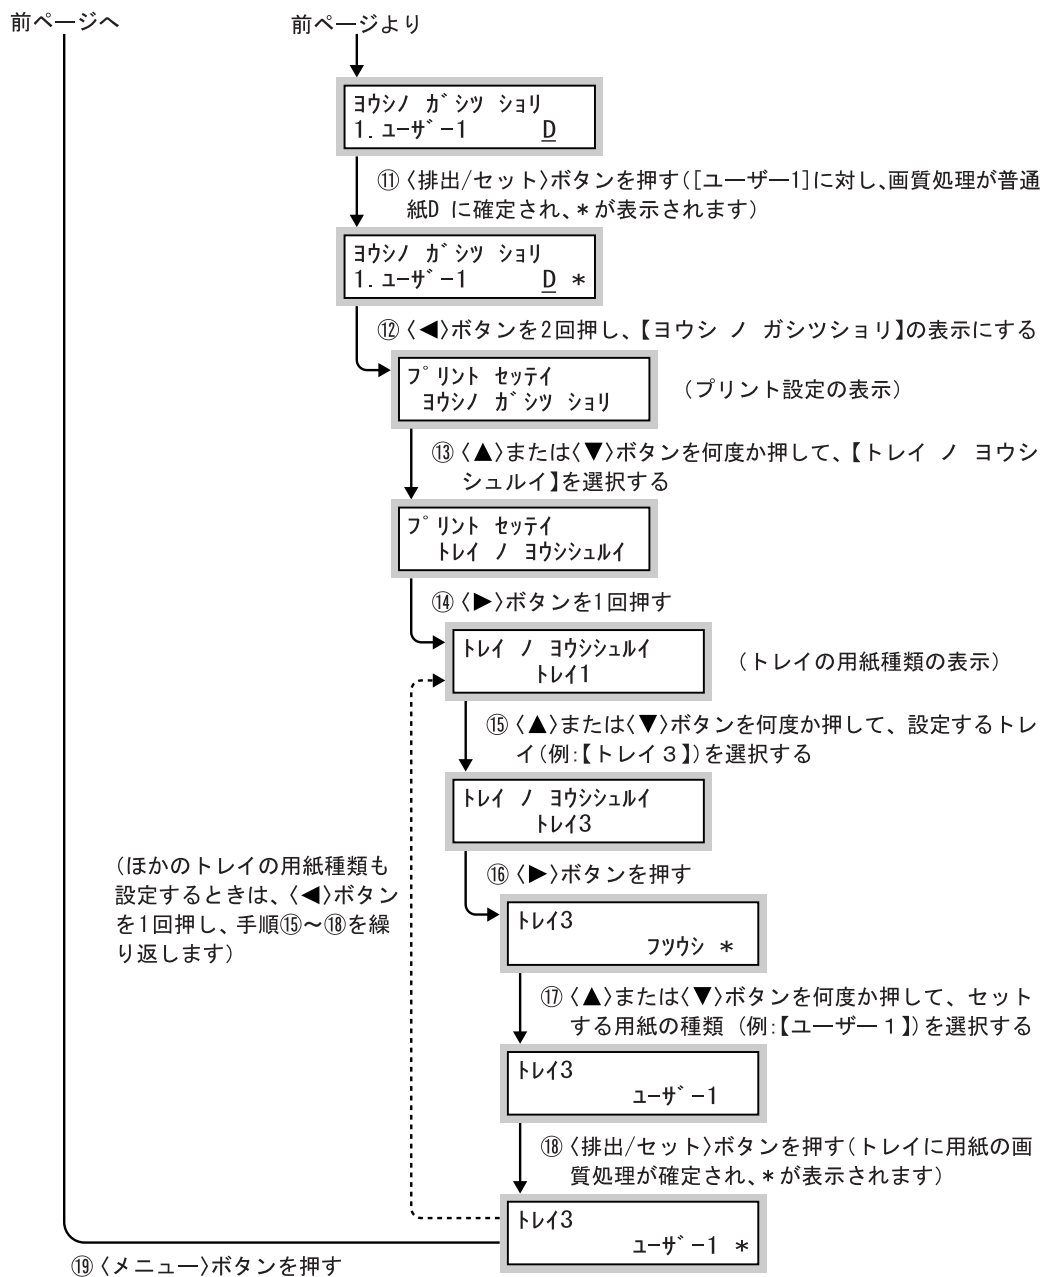 前ページへ
前ページより
ﾖｳｼﾉ ｶﾞｼﾂ ｼｮﾘ
1.ﾕｰｻﾞｰ1 D
⑪〈排出/セット〉ボタンを押す([ユーザー1]に対し、画質処理が普通
紙D に確定され、＊が表示されます)
ﾖｳｼﾉ ｶﾞｼﾂ ｼｮﾘ
1.ﾕｰｻﾞｰ1 D ＊
⑫〈◀〉ボタンを2回押し、【ヨウシ ノ ガシツショリ】の表示にする
ﾌﾟﾘﾝﾄ ｾｯﾃｲ
ﾖｳｼﾉ ｶﾞｼﾂ ｼｮﾘ
(プリント設定の表示)
⑬〈▲〉または〈▼〉ボタンを何度か押して、【トレイ ノ ヨウシ
シュルイ】を選択する
ﾌﾟﾘﾝﾄ ｾｯﾃｲ
ﾄﾚｲ ﾉ ﾖｳｼｼｭﾙｲ
⑭〈▶〉ボタンを1回押す
ﾄﾚｲ ﾉ ﾖｳｼｼｭﾙｲ
ﾄﾚｲ1
(トレイの用紙種類の表示)
⑮〈▲〉または〈▼〉ボタンを何度か押して、設定するトレ
イ(例:【トレイ３】)を選択する
ﾄﾚｲ ﾉ ﾖｳｼｼｭﾙｲ
ﾄﾚｲ3
(ほかのトレイの用紙種類も
設定するときは、〈◀〉ボタン
を1回押し、手順⑮～⑱を繰
り返します)
⑯〈▶〉ボタンを押す
ﾄﾚｲ3
ﾌﾂｳｼ ＊
⑰〈▲〉または〈▼〉ボタンを何度か押して、セット
する用紙の種類 (例:【ユーザー１】)を選択する
ﾄﾚｲ3
ﾕｰｻﾞｰ1
⑱〈排出/セット〉ボタンを押す(トレイに用紙の画
質処理が確定され、＊が表示されます)
ﾄﾚｲ3
ﾕｰｻﾞｰ1 ＊
⑲〈メニュー〉ボタンを押す